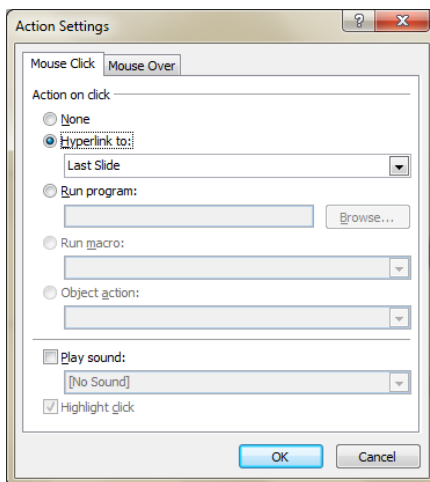 Action Settings
Mouse Click Mouse Over
Action on click
None
Hyperlink to:
Last Slide
Run program:
Browse...
Run macro:
Object action:
Play sound:
[No Sound]
Highlight click
OK Cancel